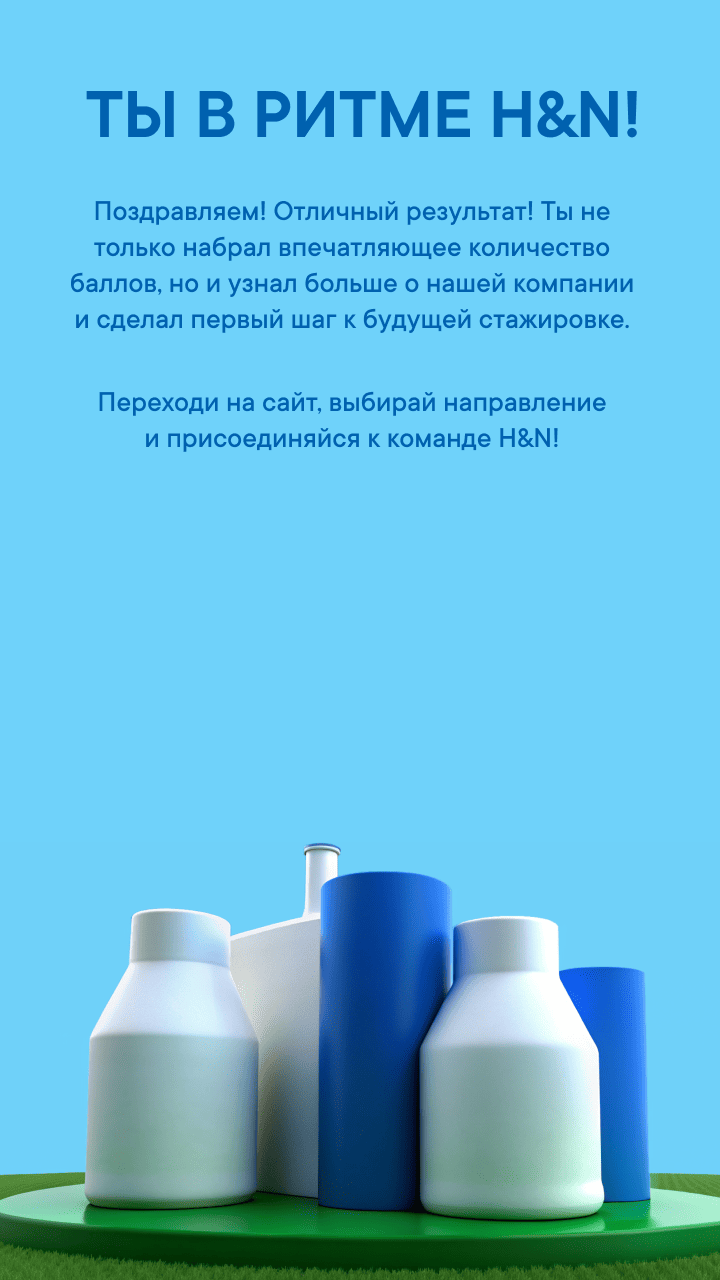 ТЫ В РИТМЕ H&N!
Поздравляем! Отличный результат! Ты не
только набрал впечатляющее количество
баллов, но и узнал больше о нашей компании
и сделал первый шаг к будущей стажировке.
Переходи на сайт, выбирай направление
и присоединяйся к команде H&N!